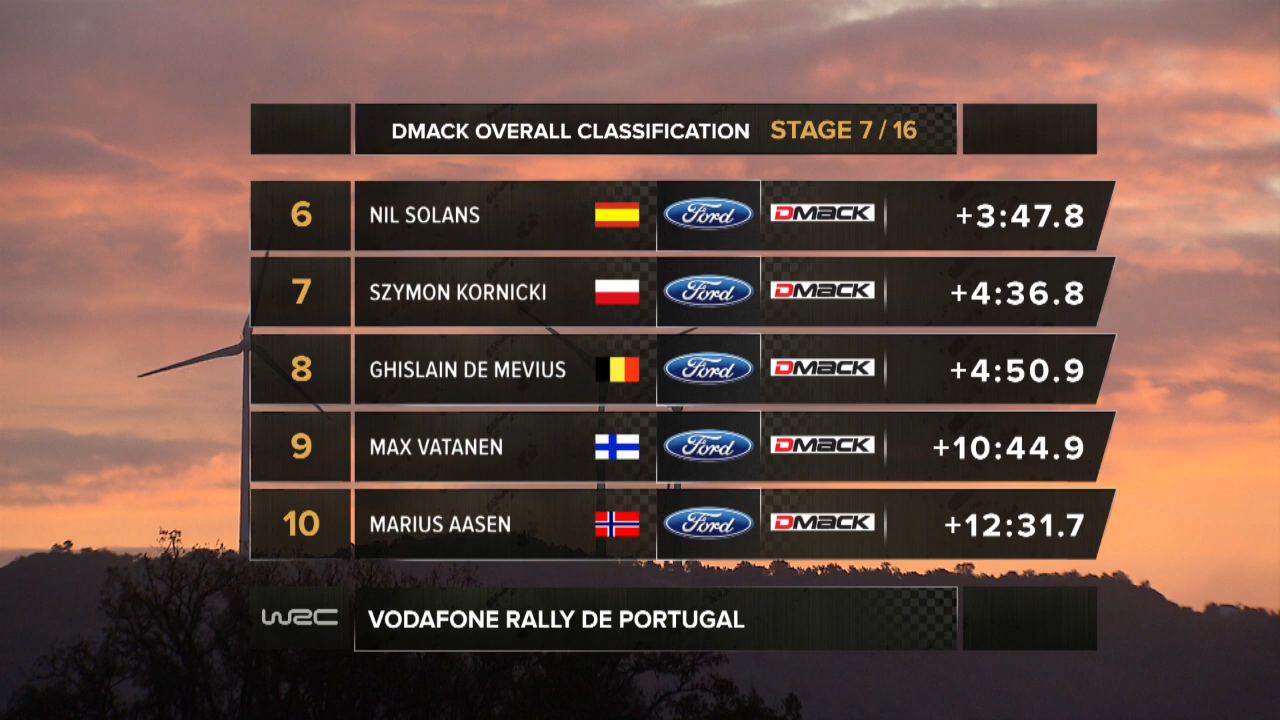 DMACK OVERALL CLASSIFICATION STAGE 7 / 16
6 NIL SOLANS Ford DMACK +3:47.8
7 SZYMON KORNICKI Ford DMACK +4:36.8
8 GHISLAIN DE MEVIUS Ford DMACK +4:50.9
9 MAX VATANEN Ford DMACK +10:44.9
10 MARIUS AASEN Ford DMACK +12:31.7
WRC VODAFONE RALLY DE PORTUGAL